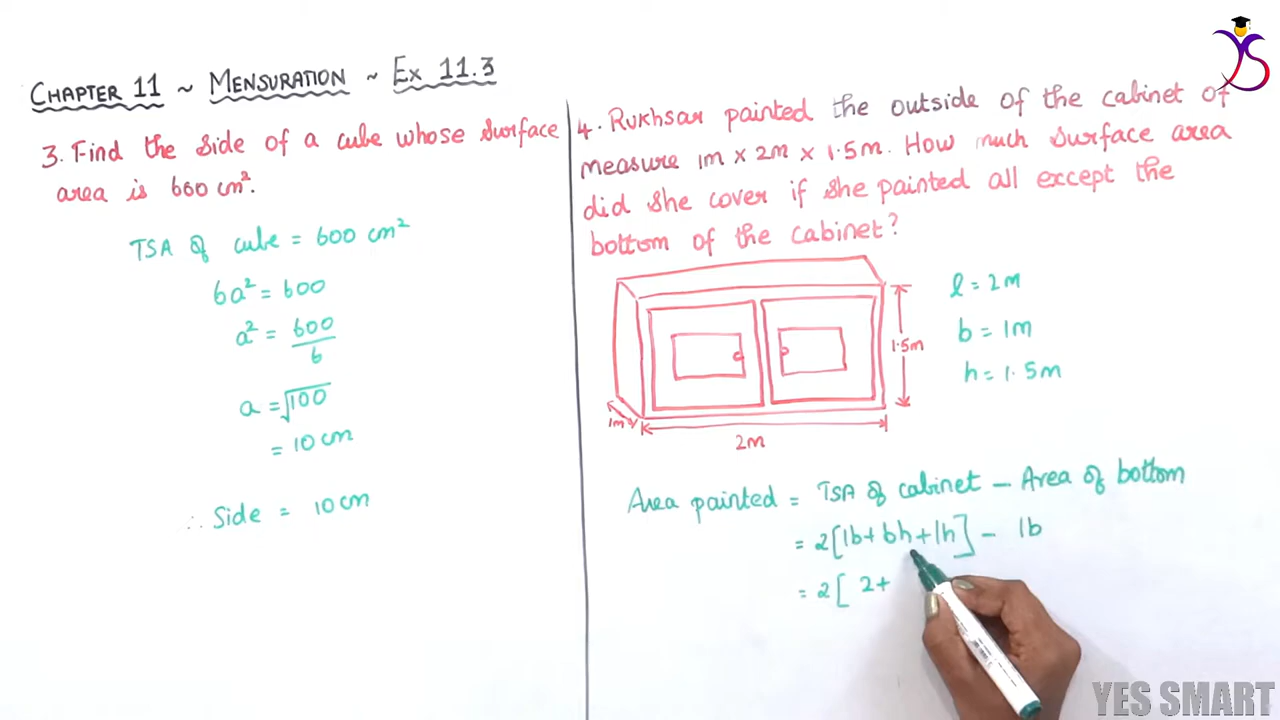 CHAPTER 11 ~ MENSURATION ~ Ex 11.3
3. Find the side of a cube whose surface
area is 600 cm².
TSA of cube = 600 cm²
6a² = 600
a² = 600/6
a = √100
= 10 cm
∴ Side = 10 cm
4. Rukhsar painted the outside of the cabinet of
measure 1m x 2m x 1.5m. How much surface area
did she cover if she painted all except the
bottom of the cabinet?
l = 2m
b = 1m
h = 1.5m
1.5m
1m
2m
Area painted = TSA of cabinet - Area of bottom
= 2[lb + bh + lh] - lb
= 2[ 2+
YES SMART